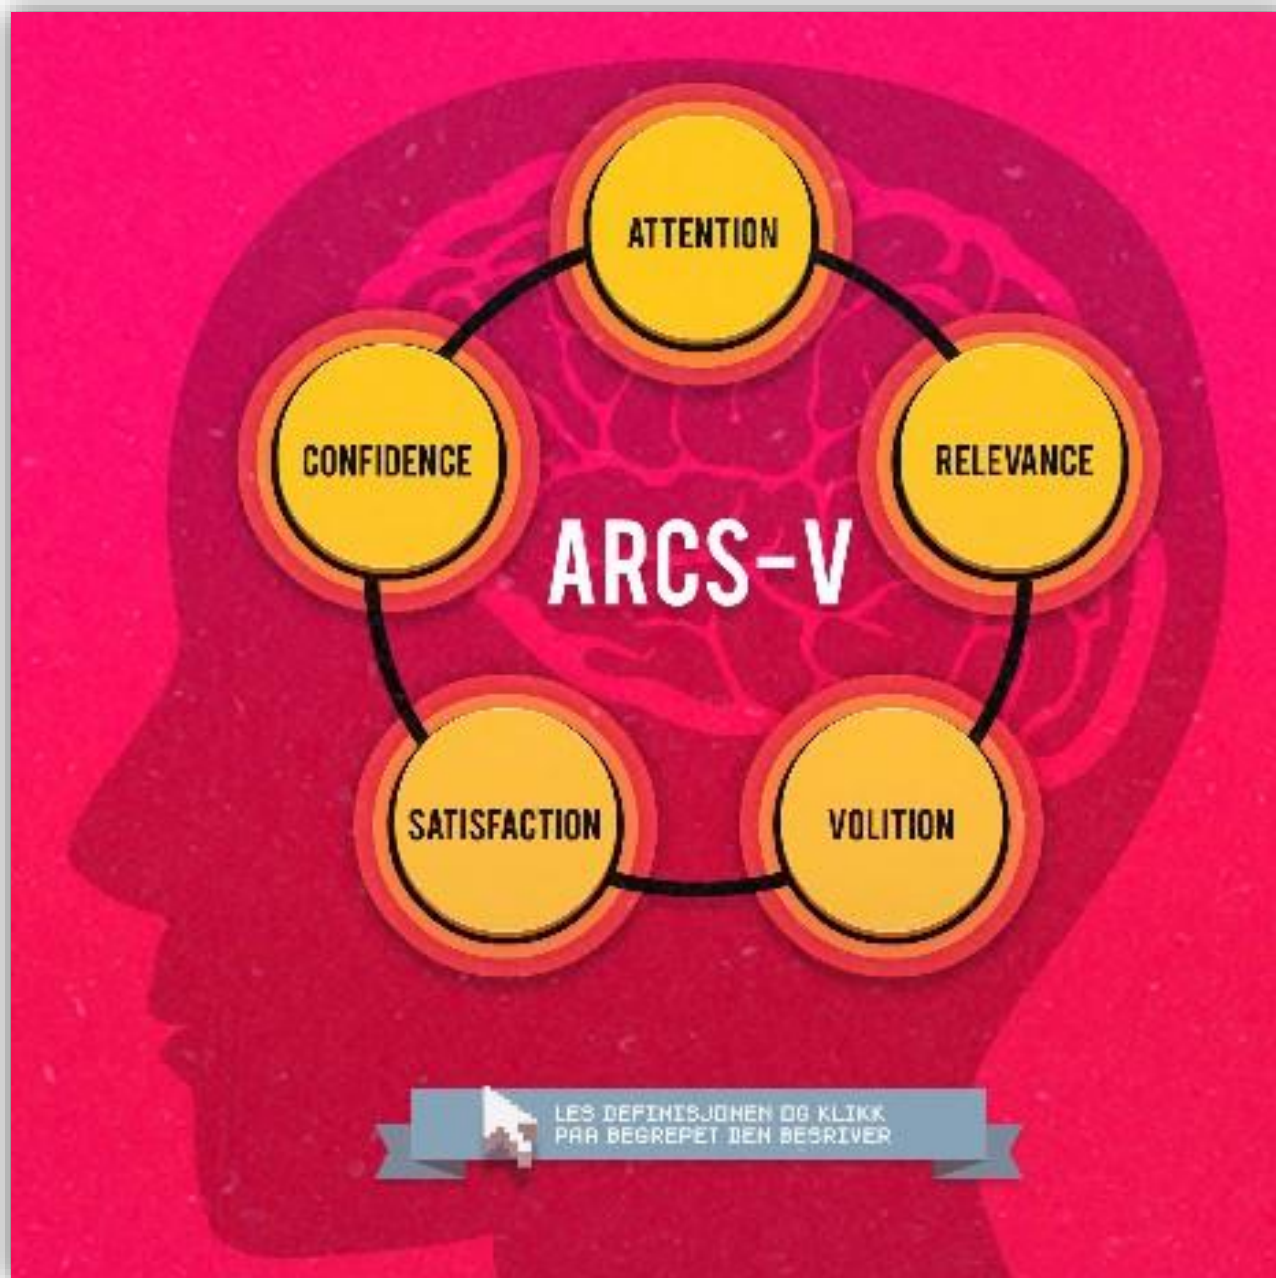 ATTENTION
CONFIDENCE
RELEVANCE
ARCS-V
SATISFACTION
VOLITION
LES DEFINISJONEN OG KLIKK
PAA BEGREPET DEN BESRIVER